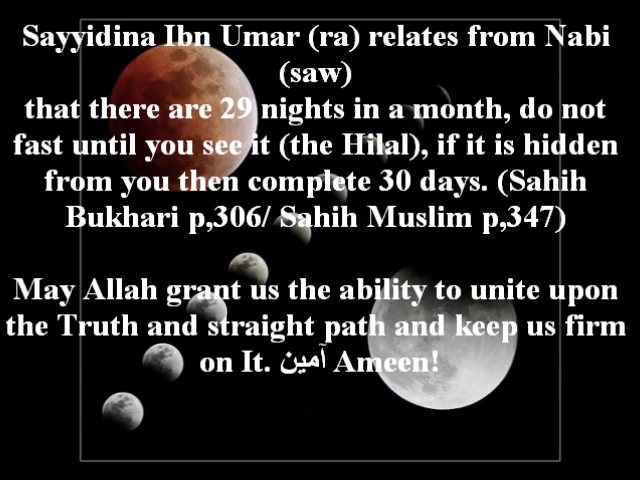 Sayyidina Ibn Umar (ra) relates from Nabi
(saw)
that there are 29 nights in a month, do not
fast until you see it (the Hilal), if it is hidden
from you then complete 30 days. (Sahih
Bukhari p,306/ Sahih Muslim p,347)
May Allah grant us the ability to unite upon
the Truth and straight path and keep us firm
on It. آمين Ameen!